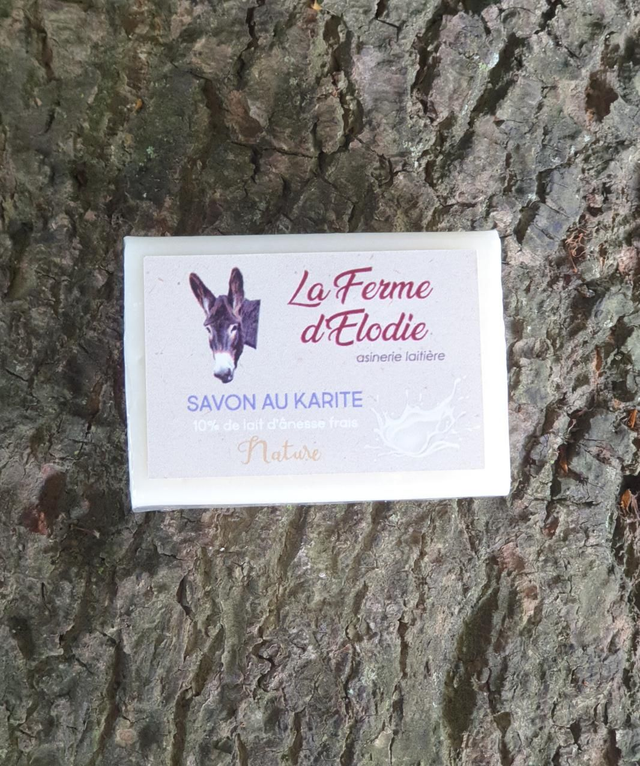 La Ferme
d'Elodie
asinerie laitière
SAVON AU KARITE
10% de lait d'ânesse frais
Nature